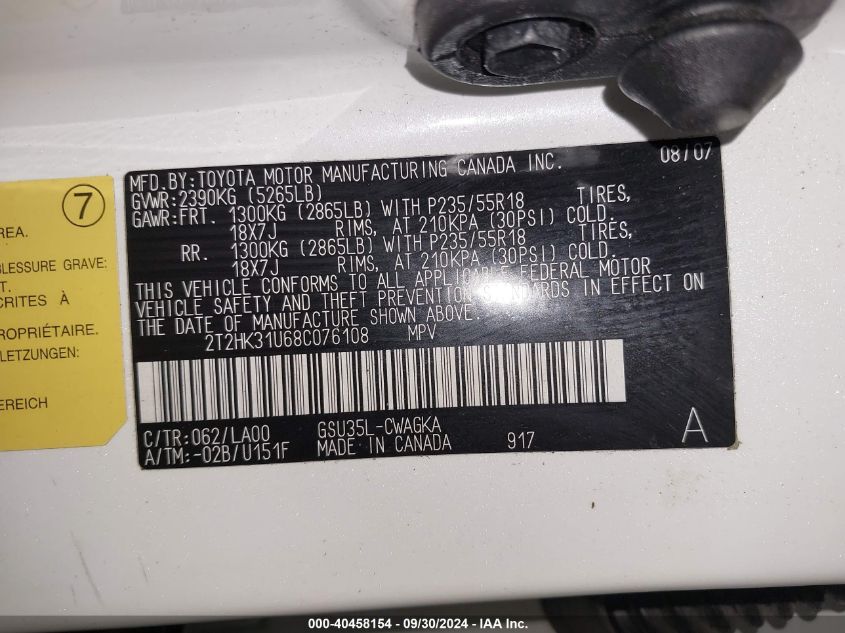 7
REA.
BLESSURE GRAVE:
T.
CRITES À
ROPRIÉTAIRE.
LETZUNGEN:
EREICH
MFD.BY:TOYOTA MOTOR MANUFACTURING CANADA INC. 08/07
GVWR:2390KG (5265LB)
GAWR:FRT. 1300KG (2865LB) WITH P235/55R18 TIRES,
18X7J RIMS, AT 210KPA (30PSI) COLD.
RR. 1300KG (2865LB) WITH P235/55R18 TIRES,
18X7J RIMS, AT 210KPA (30PSI) COLD.
THIS VEHICLE CONFORMS TO ALL APPLICABLE FEDERAL MOTOR
VEHICLE SAFETY AND THEFT PREVENTION STANDARDS IN EFFECT ON
THE DATE OF MANUFACTURE SHOWN ABOVE.
2T2HK31U68C076108 MPV
C/TR:062/LA00 GSU35L-CWAGKA
A/TM:-02B/U151F MADE IN CANADA 917 A
000-40458154 - 09/30/2024 - IAA Inc.